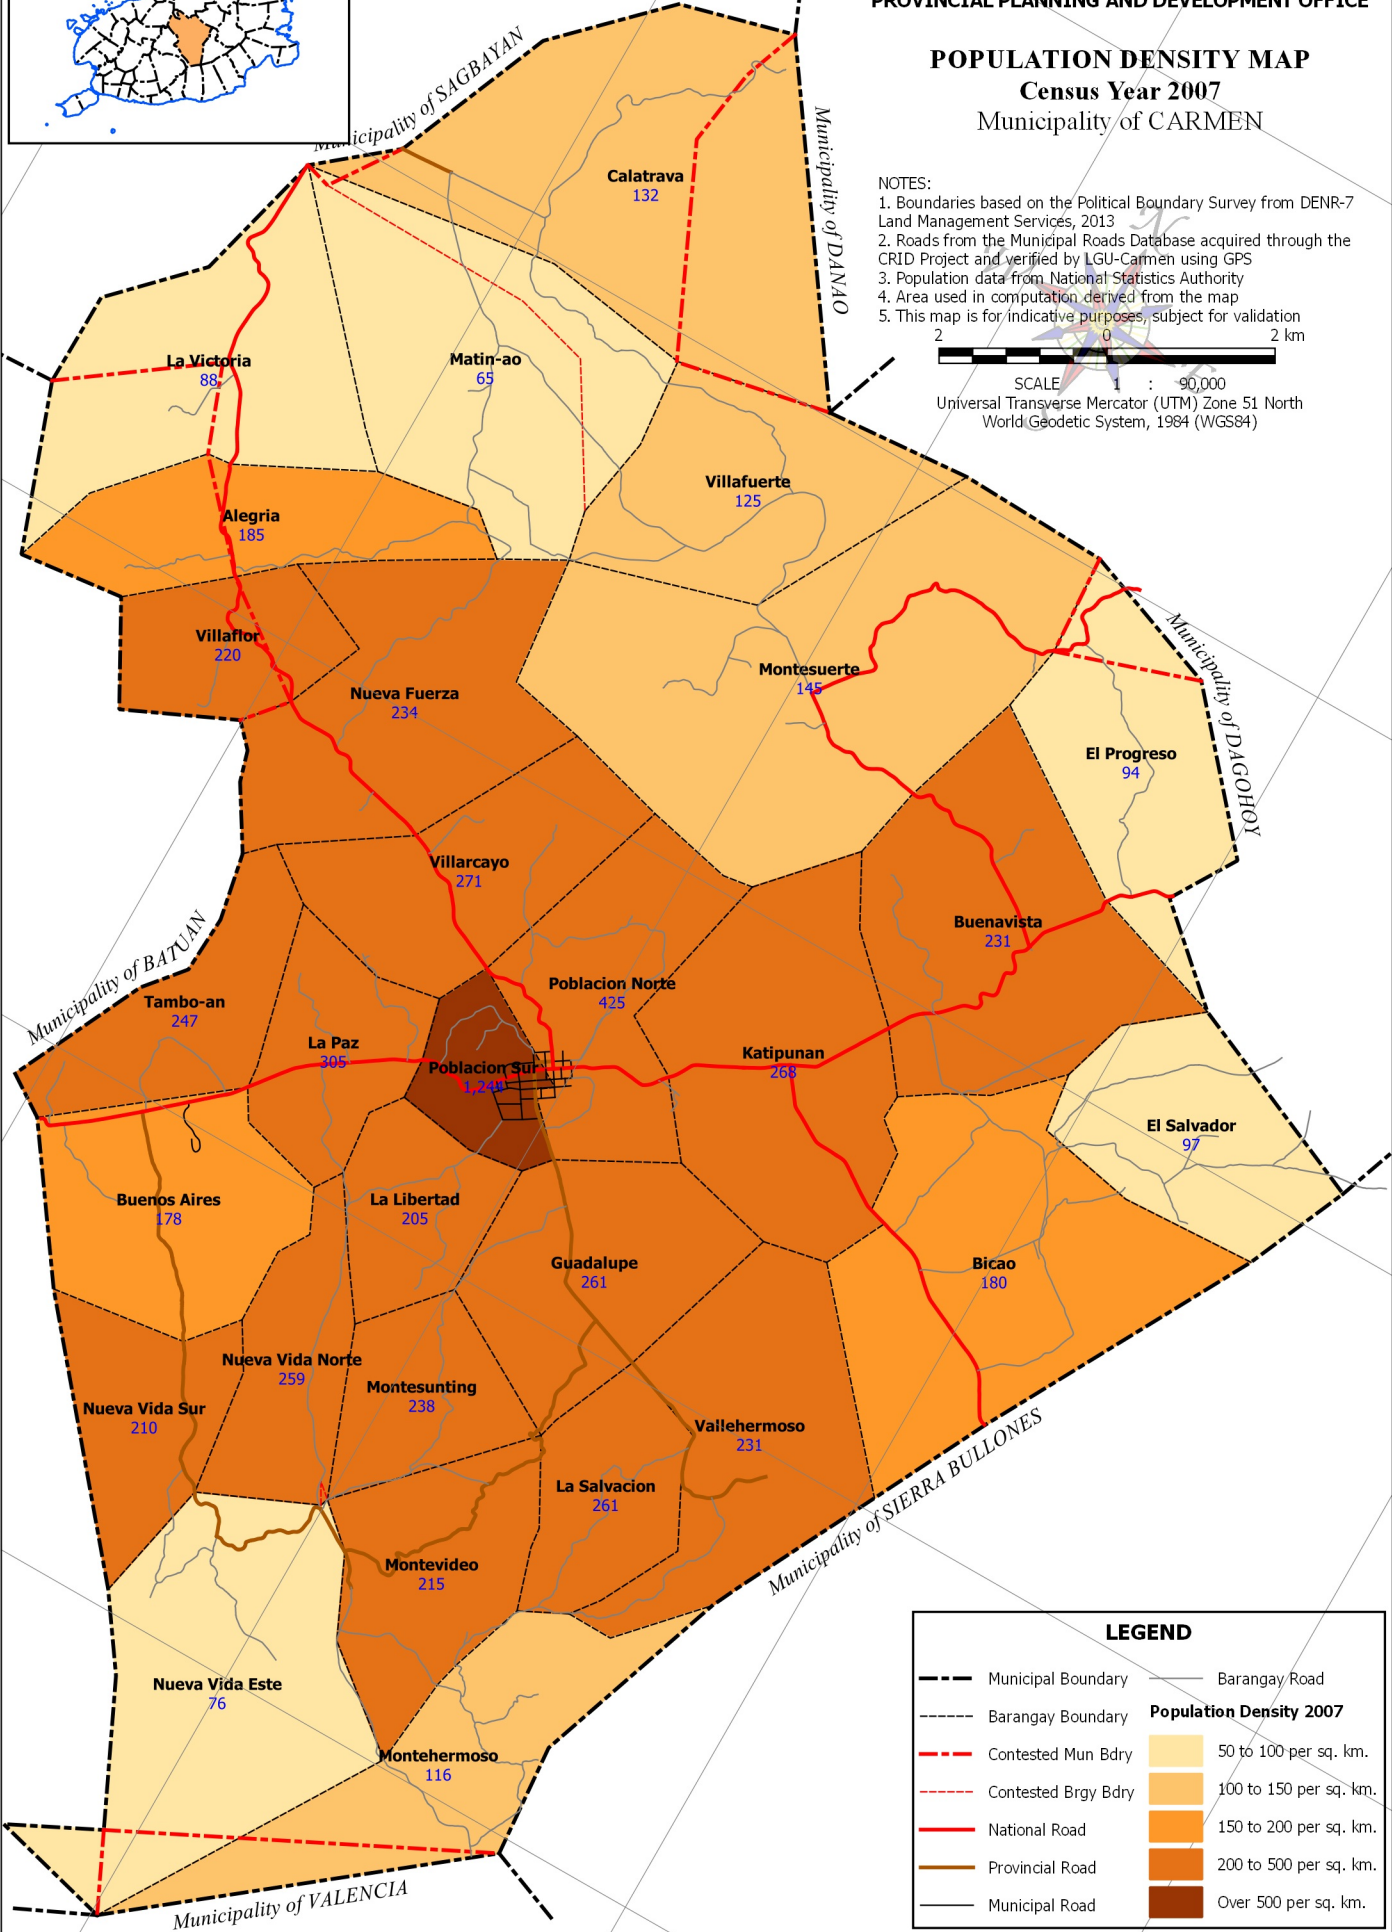 PROVINCIAL PLANNING AND DEVELOPMENT OFFICE
POPULATION DENSITY MAP
Census Year 2007
Municipality of CARMEN
NOTES:
1. Boundaries based on the Political Boundary Survey from DENR-7
Land Management Services, 2013
2. Roads from the Municipal Roads Database acquired through the
CRID Project and verified by LGU-Carmen using GPS
3. Population data from National Statistics Authority
4. Area used in computation derived from the map
5. This map is for indicative purposes, subject for validation
2 0 2 km
SCALE 1 : 90,000
Universal Transverse Mercator (UTM) Zone 51 North
World Geodetic System, 1984 (WGS84)
N
W
E
S
Municipality of SAGBAYAN
Municipality of DANAO
Calatrava
132
La Victoria
88
Matin-ao
65
Villafuerte
125
Alegria
185
Villaflor
220
Nueva Fuerza
234
Montesuerte
145
Municipality of DAGOHOY
El Progreso
94
Villarcayo
271
Buenavista
231
Municipality of BATUAN
Tambo-an
247
Poblacion Norte
425
La Paz
305
Poblacion Sur
1,244
Katipunan
268
El Salvador
97
Buenos Aires
178
La Libertad
205
Guadalupe
261
Bicao
180
Nueva Vida Norte
259
Montesunting
238
Nueva Vida Sur
210
Vallehermoso
231
La Salvacion
261
Municipality of SIERRA BULLONES
Montevideo
215
Nueva Vida Este
76
Montehermoso
116
Municipality of VALENCIA
LEGEND
Municipal Boundary
Barangay Boundary
Contested Mun Bdry
Contested Brgy Bdry
National Road
Provincial Road
Municipal Road
Barangay Road
Population Density 2007
50 to 100 per sq. km.
100 to 150 per sq. km.
150 to 200 per sq. km.
200 to 500 per sq. km.
Over 500 per sq. km.